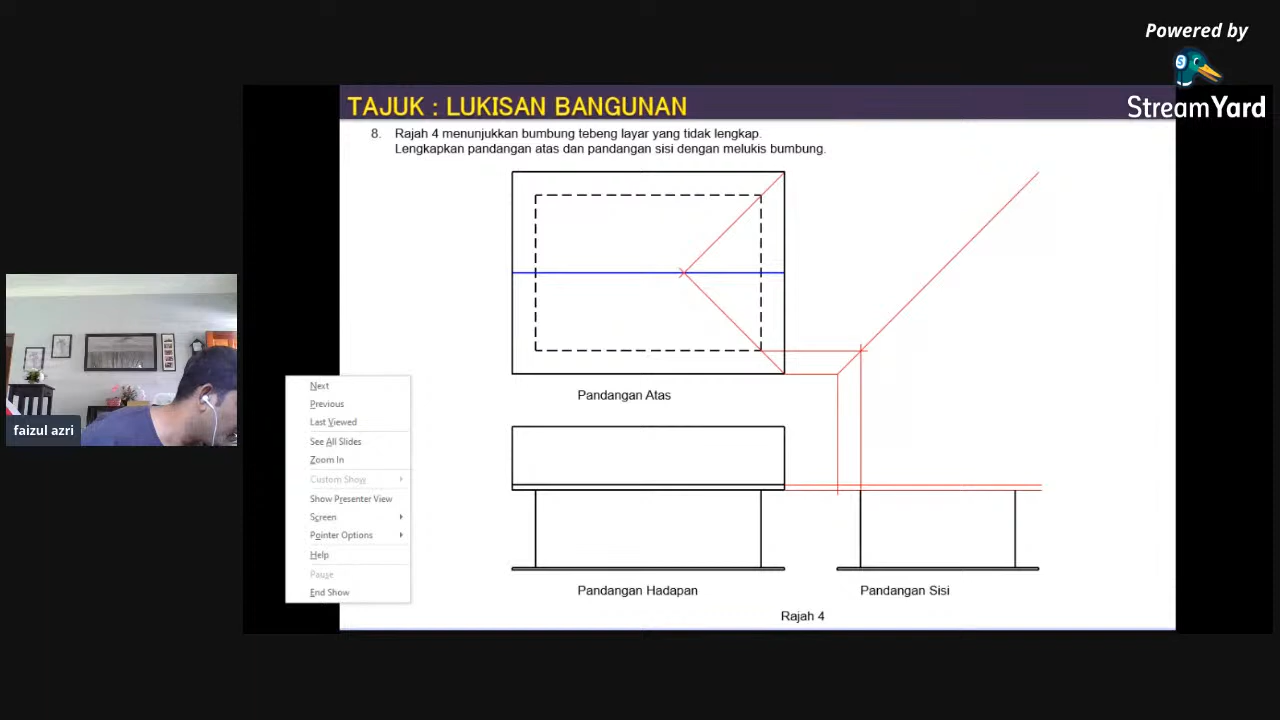 Powered by
StreamYard
TAJUK : LUKISAN BANGUNAN
8. Rajah 4 menunjukkan bumbung tebeng layar yang tidak lengkap.
Lengkapkan pandangan atas dan pandangan sisi dengan melukis bumbung.
Pandangan Atas
Pandangan Hadapan
Pandangan Sisi
Rajah 4
faizul azri
Next
Previous
Last Viewed
See All Slides
Zoom In
Custom Show
Show Presenter View
Screen
Pointer Options
Help
Pause
End Show